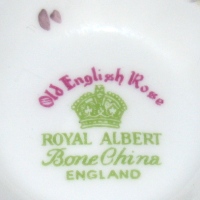 Old English Rose
ROYAL ALBERT
Bone China
ENGLAND